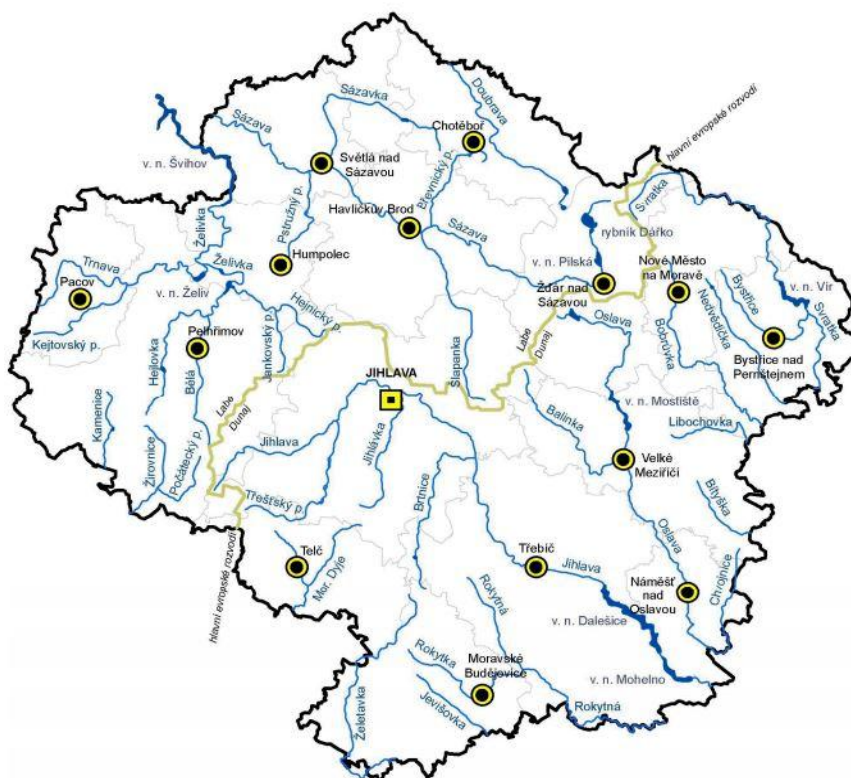 Sázavka
Doubrava
Sázava
Chotěboř
v. n. Švihov
Světlá nad
Sázavou
Břevnický p.
hlavní evropské rozvodí
Svratka
Pstružný p.
Havlíčkův Brod
Želivka
Sázava
rybník Dářko
Humpolec
Želivka
Trnava
Pacov
v. n. Želiv
v. n. Pilská
Nové Město
na Moravě
Žďár nad
Sázavou
Bystřice
v. n. Vír
Nedvědička
Svratka
Hejnický p.
Oslava
Bobrůvka
Kejtovský p.
Pelhřimov
Jankovský p.
Hejlovka
Bělá
Labe
Dunaj
Šlapanka
Bystřice nad
Pernštejnem
JIHLAVA
Labe
Dunaj
v. n. Mostiště
Kamenice
Balinka
Libochovka
Žirovnice
Počátecký p.
Jihlava
Jihlávka
Velké
Meziříčí
Třešťský p.
Brtnice
Bítýška
Oslava
hlavní evropské rozvodí
Telč
Mor. Dyje
Třebíč
Jihlava
Chvojnice
Rokytná
Náměšť
nad
Oslavou
v. n. Dalešice
Rokytka
Moravské
Budějovice
v. n. Mohelno
Jevišovka
Želetavka
Rokytná